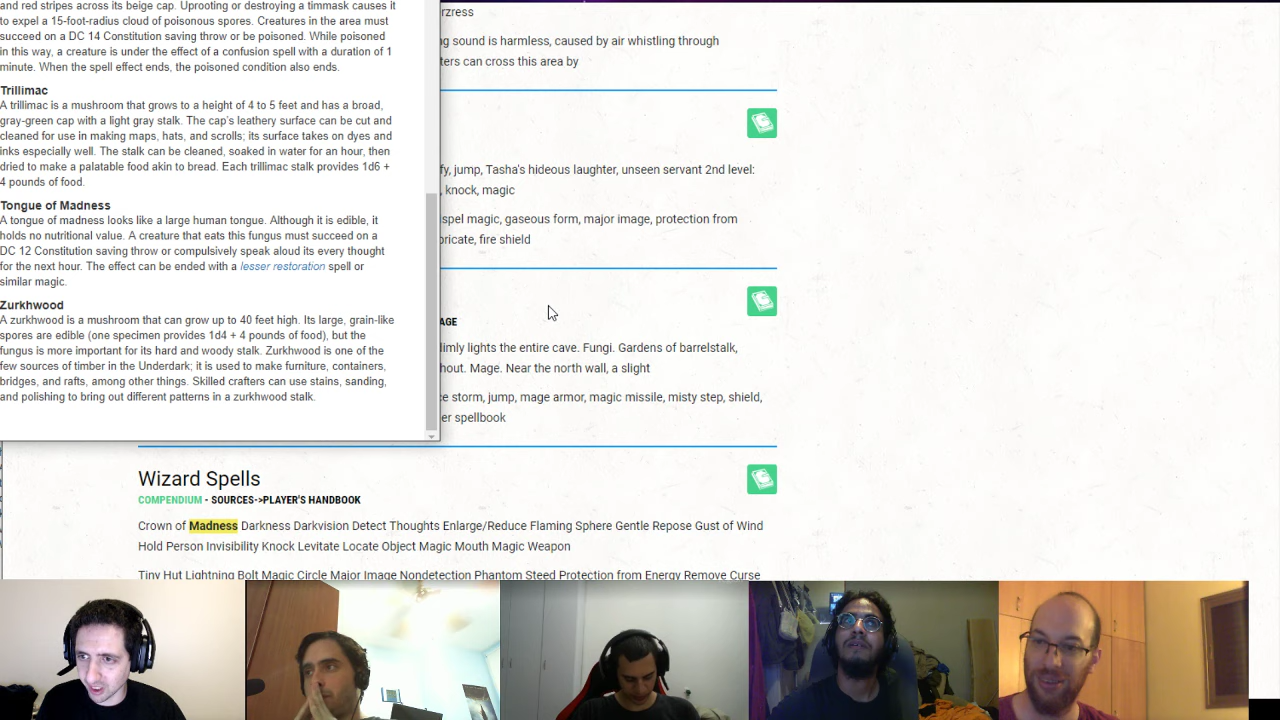 and red stripes across its beige cap. Uprooting or destroying a timmask causes it
to expel a 15-foot-radius cloud of poisonous spores. Creatures in the area must
succeed on a DC 14 Constitution saving throw or be poisoned. While poisoned
in this way, a creature is under the effect of a confusion spell with a duration of 1
minute. When the spell effect ends, the poisoned condition also ends.
Trillimac
A trillimac is a mushroom that grows to a height of 4 to 5 feet and has a broad,
gray-green cap with a light gray stalk. The cap's leathery surface can be cut and
cleaned for use in making maps, hats, and scrolls; its surface takes on dyes and
inks especially well. The stalk can be cleaned, soaked in water for an hour, then
dried to make a palatable food akin to bread. Each trillimac stalk provides 1d6 +
4 pounds of food.
Tongue of Madness
A tongue of madness looks like a large human tongue. Although it is edible, it
holds no nutritional value. A creature that eats this fungus must succeed on a
DC 12 Constitution saving throw or compulsively speak aloud its every thought
for the next hour. The effect can be ended with a lesser restoration spell or
similar magic.
Zurkhwood
A zurkhwood is a mushroom that can grow up to 40 feet high. Its large, grain-like
spores are edible (one specimen provides 1d4 + 4 pounds of food), but the
fungus is more important for its hard and woody stalk. Zurkhwood is one of the
few sources of timber in the Underdark; it is used to make furniture, containers,
bridges, and rafts, among other things. Skilled crafters can use stains, sanding,
and polishing to bring out different patterns in a zurkhwood stalk.
rzress
ng sound is harmless, caused by air whistling through
ters can cross this area by
fy, jump, Tasha's hideous laughter, unseen servant 2nd level:
, knock, magic
spel magic, gaseous form, major image, protection from
bricate, fire shield
AGE
dimly lights the entire cave. Fungi. Gardens of barrelstalk,
hout. Mage. Near the north wall, a slight
ce storm, jump, mage armor, magic missile, misty step, shield,
er spellbook
Wizard Spells
COMPENDIUM - SOURCES->PLAYER'S HANDBOOK
Crown of Madness Darkness Darkvision Detect Thoughts Enlarge/Reduce Flaming Sphere Gentle Repose Gust of Wind
Hold Person Invisibility Knock Levitate Locate Object Magic Mouth Magic Weapon
Tiny Hut Lightning Bolt Magic Circle Major Image Nondetection Phantom Steed Protection from Energy Remove Curse